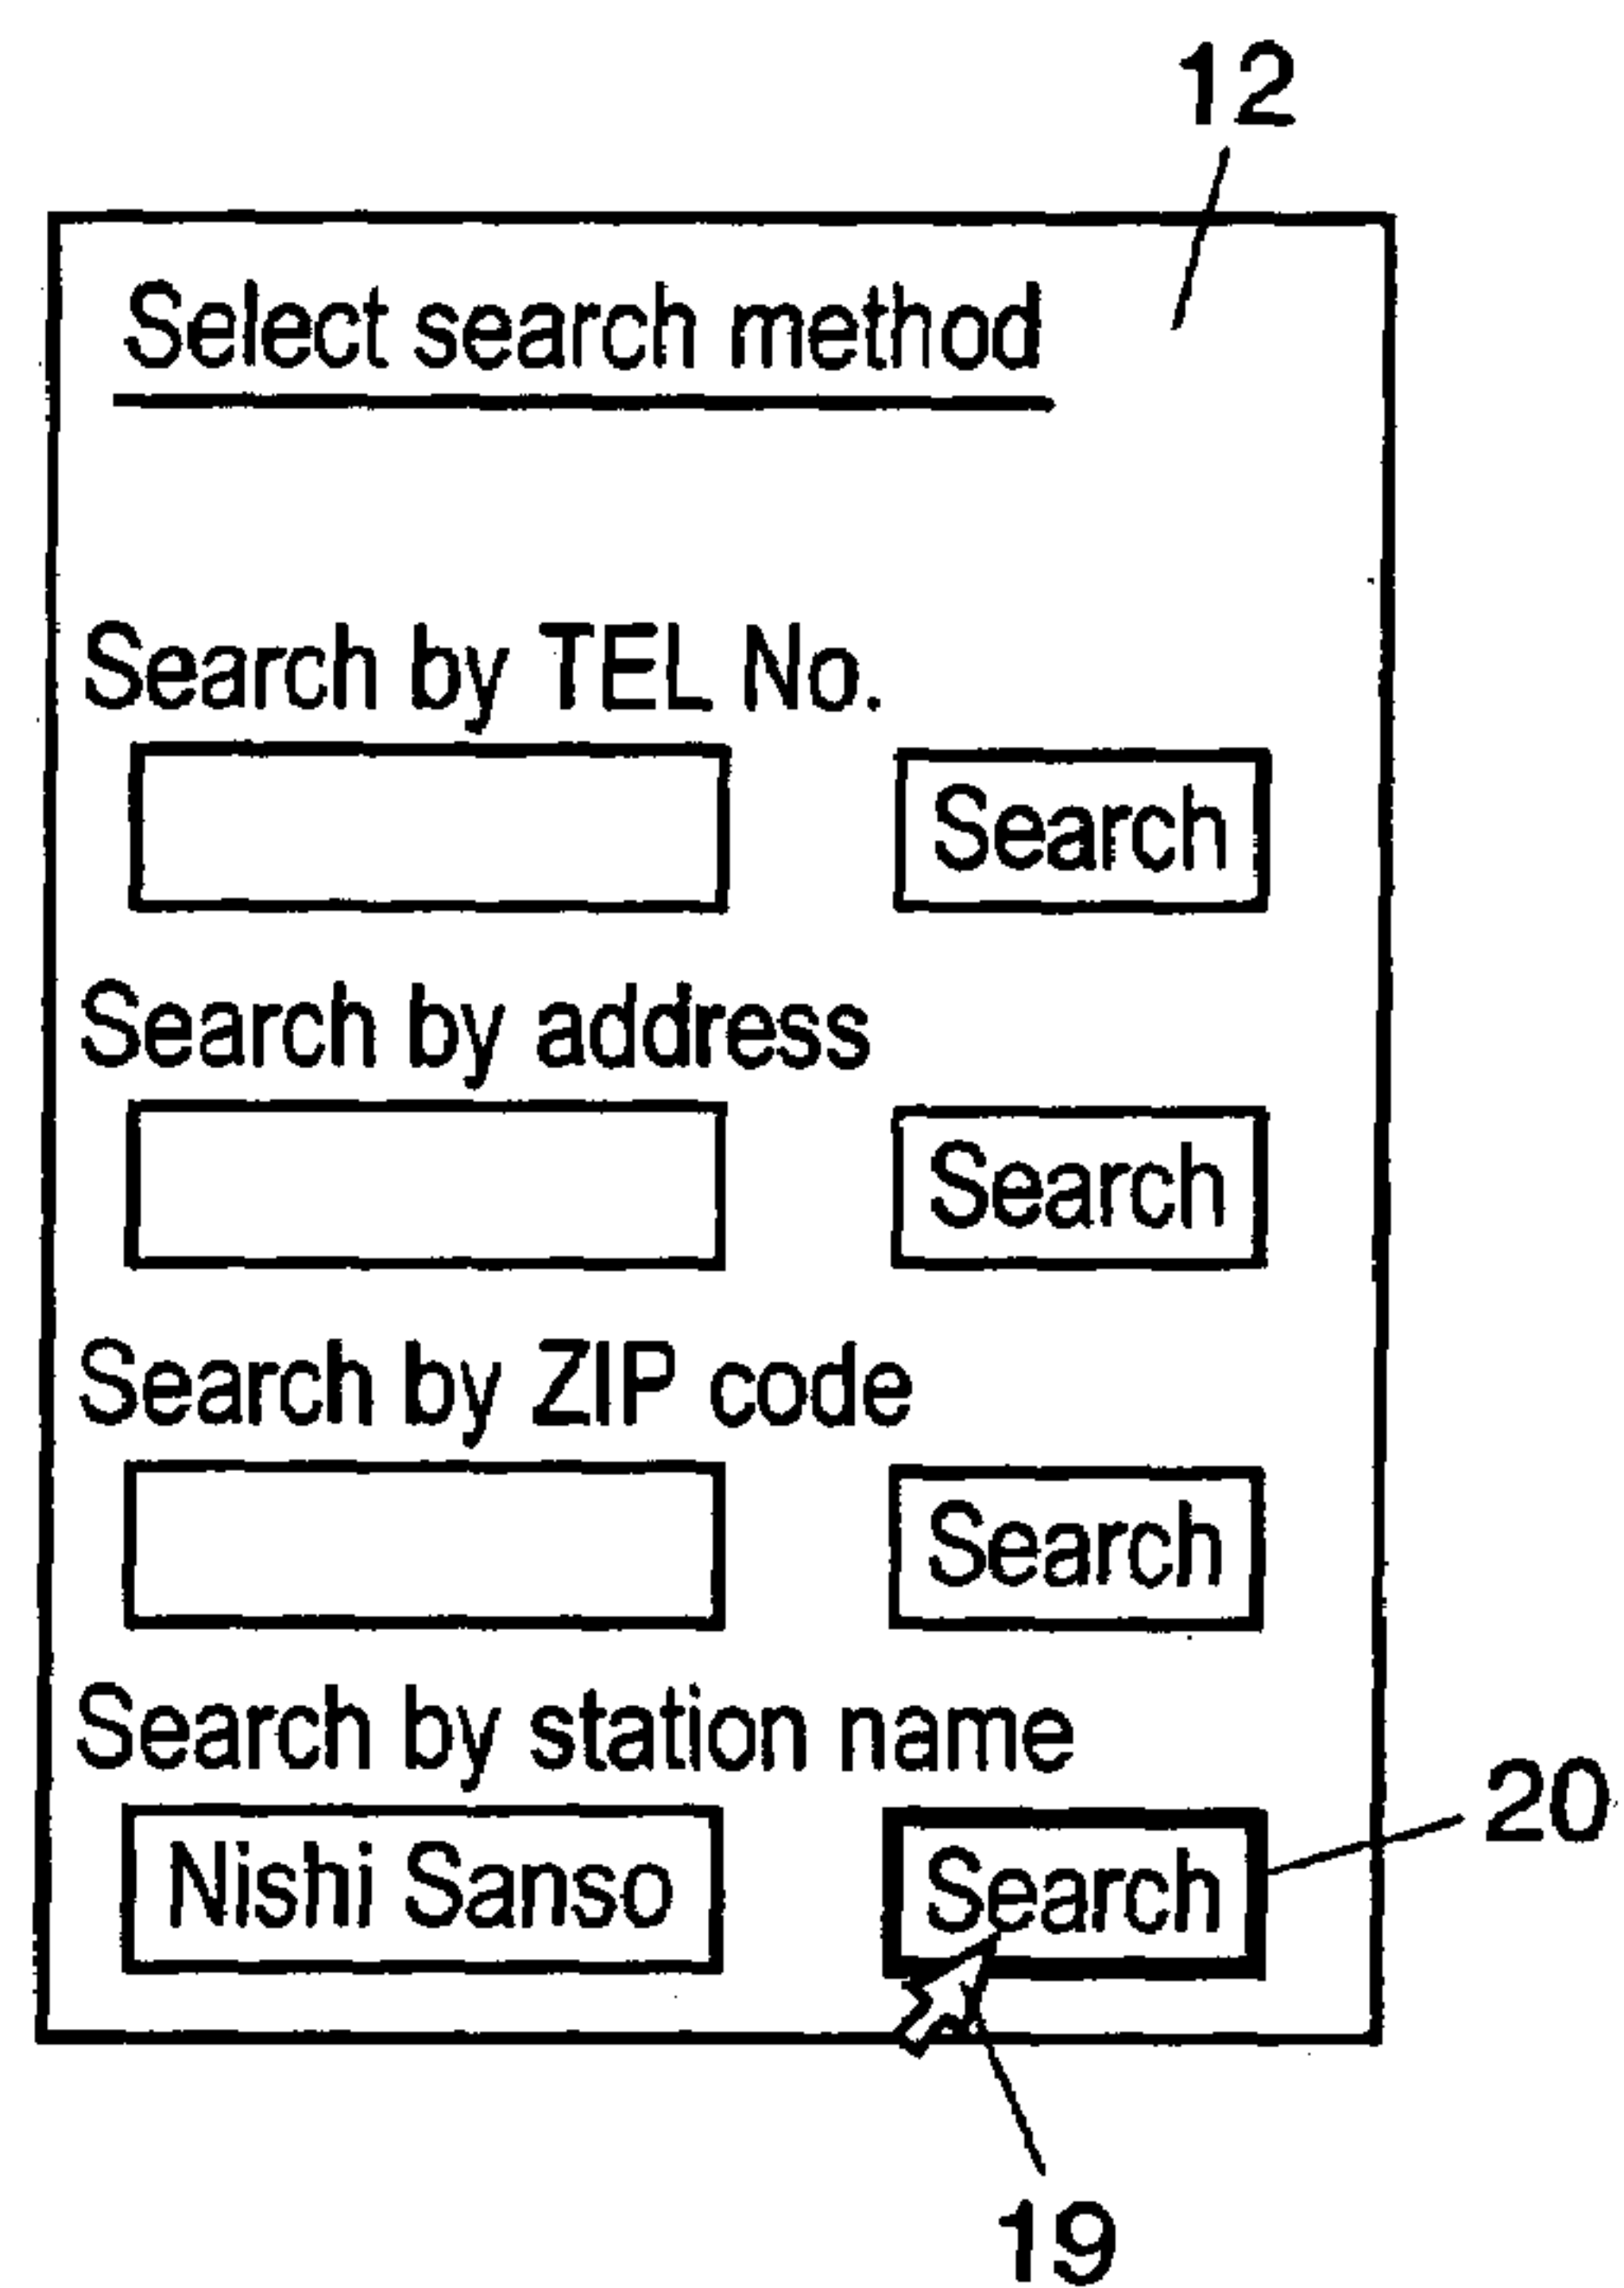 12
Select search method
Search by TEL No.
Search
Search by address
Search
Search by ZIP code
Search
Search by station name
Nishi Sanso Search
20
19